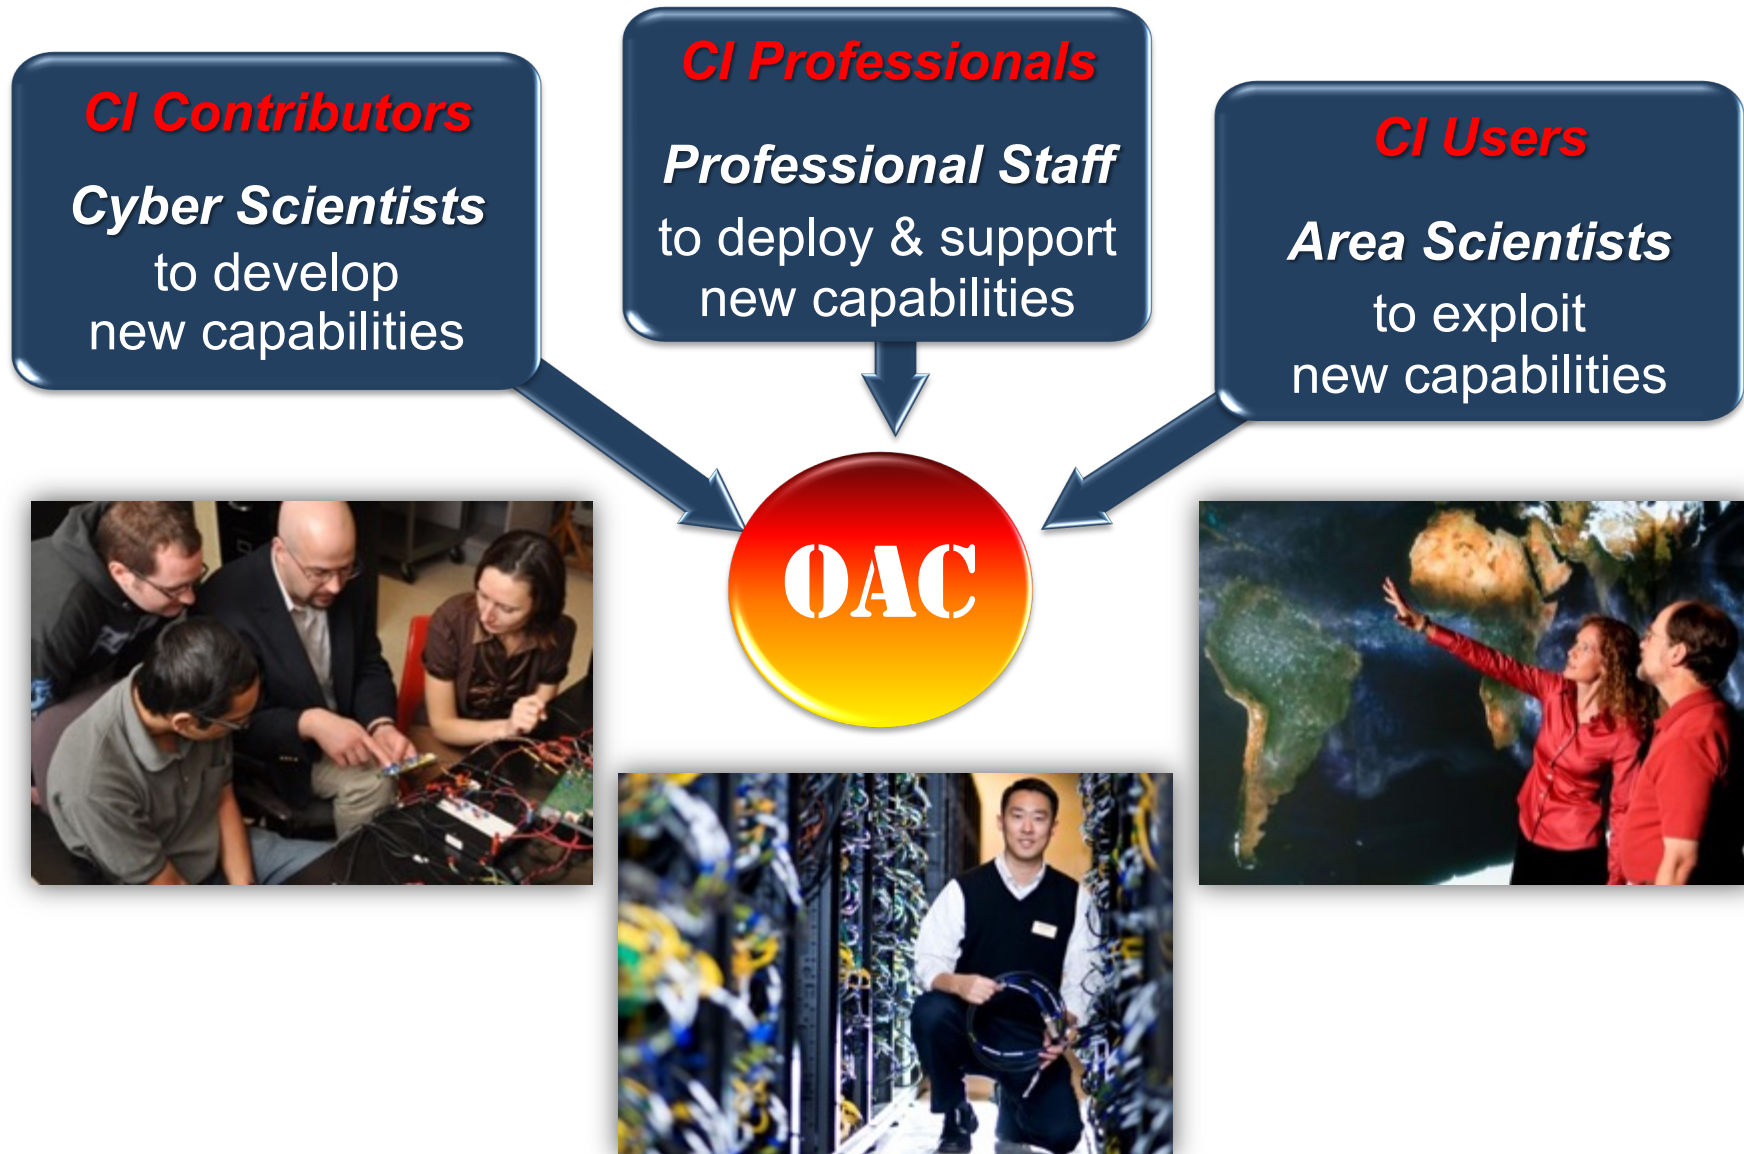 CI Contributors
Cyber Scientists
to develop
new capabilities
CI Professionals
Professional Staff
to deploy & support
new capabilities
CI Users
Area Scientists
to exploit
new capabilities
OAC